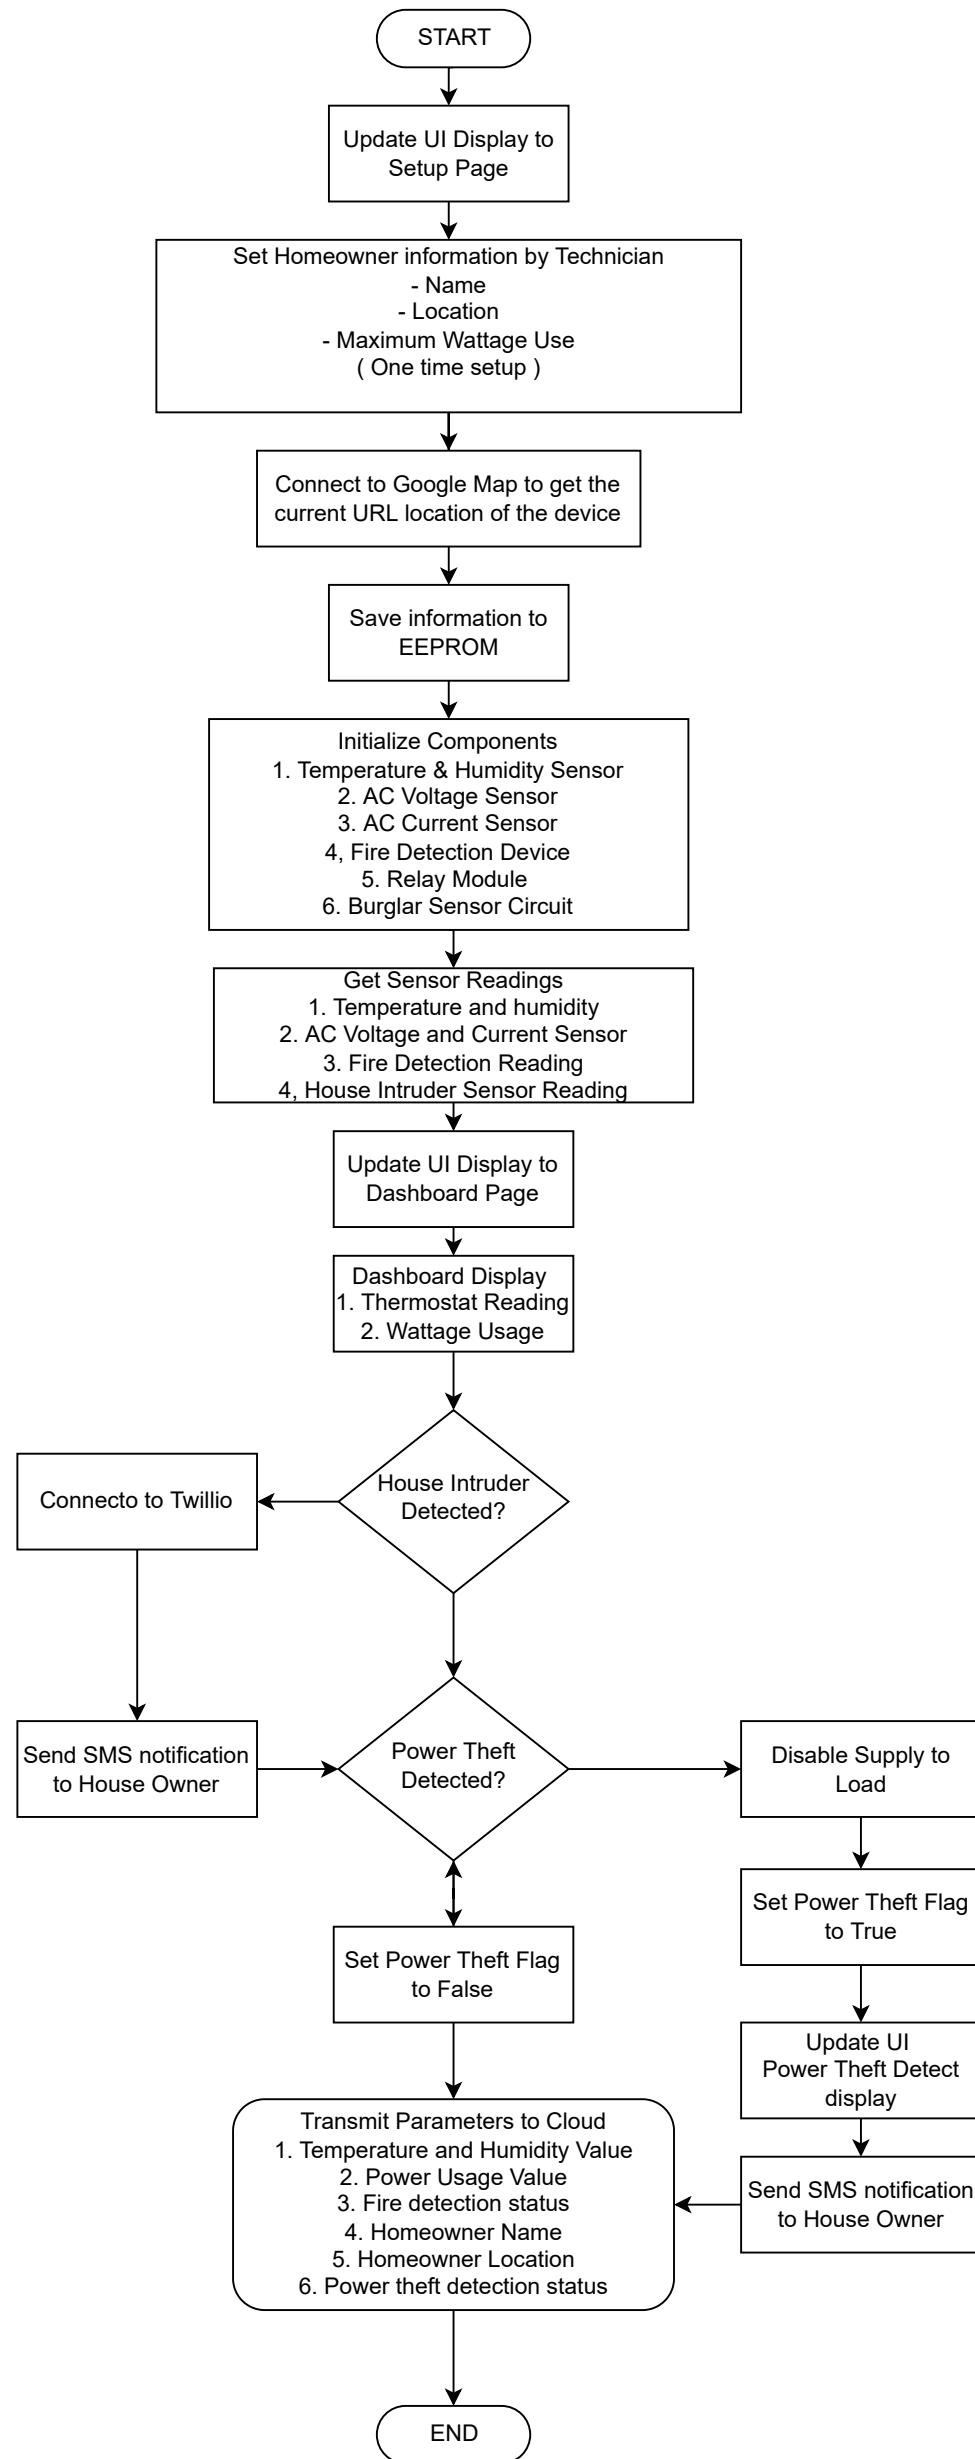 START
Update UI Display to
Setup Page
Set Homeowner information by Technician
- Name
- Location
- Maximum Wattage Use
( One time setup )
Connect to Google Map to get the
current URL location of the device
Save information to
EEPROM
Initialize Components
1. Temperature & Humidity Sensor
2. AC Voltage Sensor
3. AC Current Sensor
4, Fire Detection Device
5. Relay Module
6. Burglar Sensor Circuit
Get Sensor Readings
1. Temperature and humidity
2. AC Voltage and Current Sensor
3. Fire Detection Reading
4, House Intruder Sensor Reading
Update UI Display to
Dashboard Page
Dashboard Display
1. Thermostat Reading
2. Wattage Usage
House Intruder
Detected?
Connecto to Twillio
Send SMS notification
to House Owner
Power Theft
Detected?
Disable Supply to
Load
Set Power Theft Flag
to True
Set Power Theft Flag
to False
Update UI
Power Theft Detect
display
Send SMS notification
to House Owner
Transmit Parameters to Cloud
1. Temperature and Humidity Value
2. Power Usage Value
3. Fire detection status
4. Homeowner Name
5. Homeowner Location
6. Power theft detection status
END